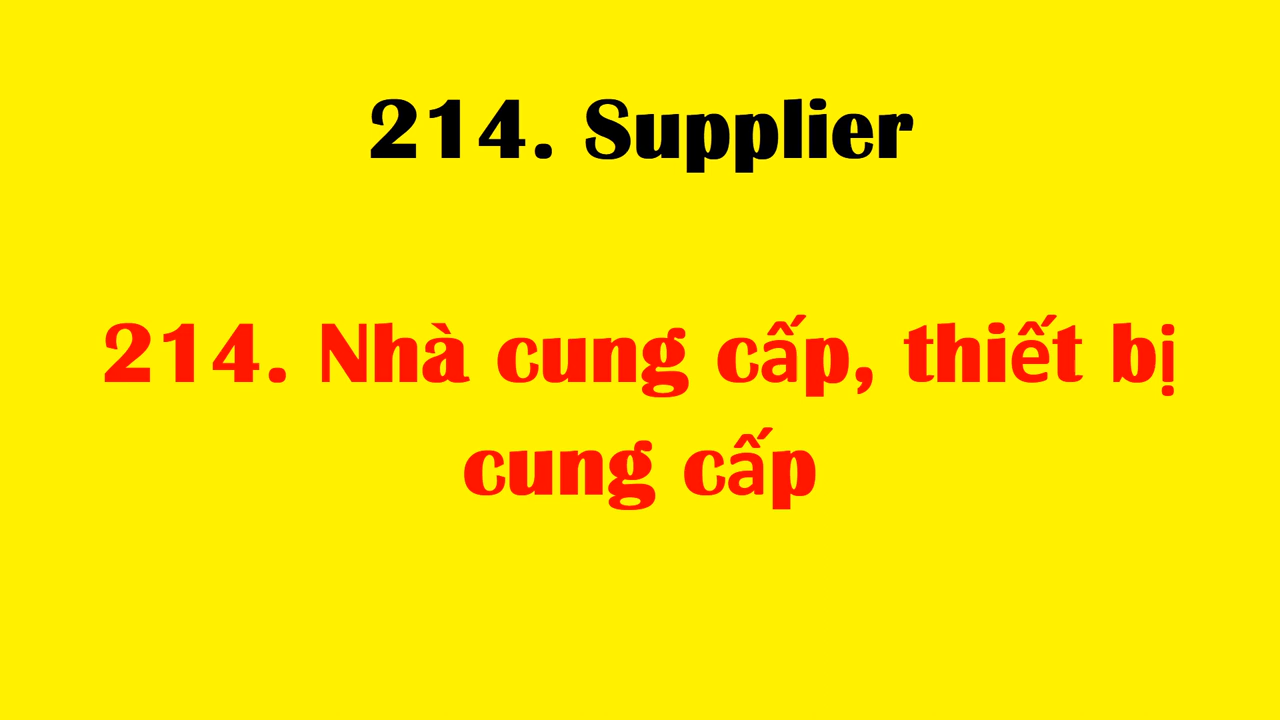 214. Supplier
214. Nhà cung cấp, thiết bị
cung cấp